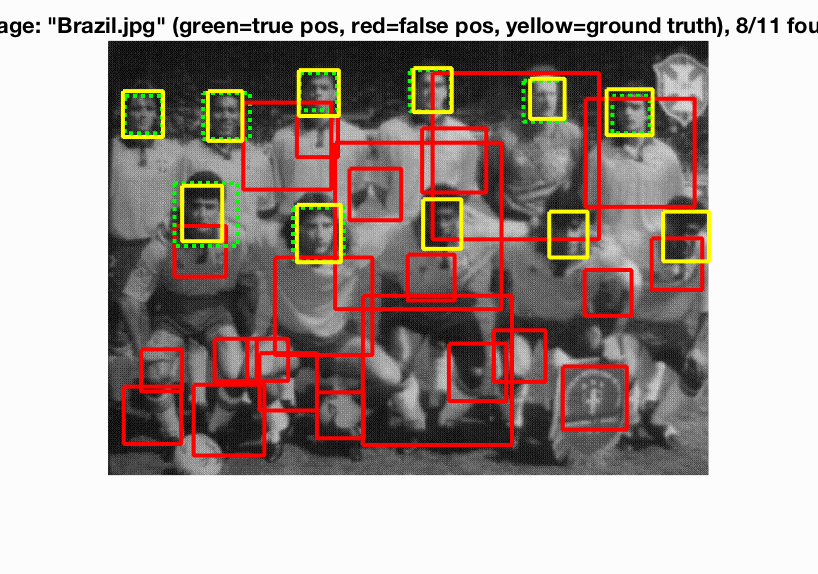 age: "Brazil.jpg" (green=true pos, red=false pos, yellow=ground truth), 8/11 fou